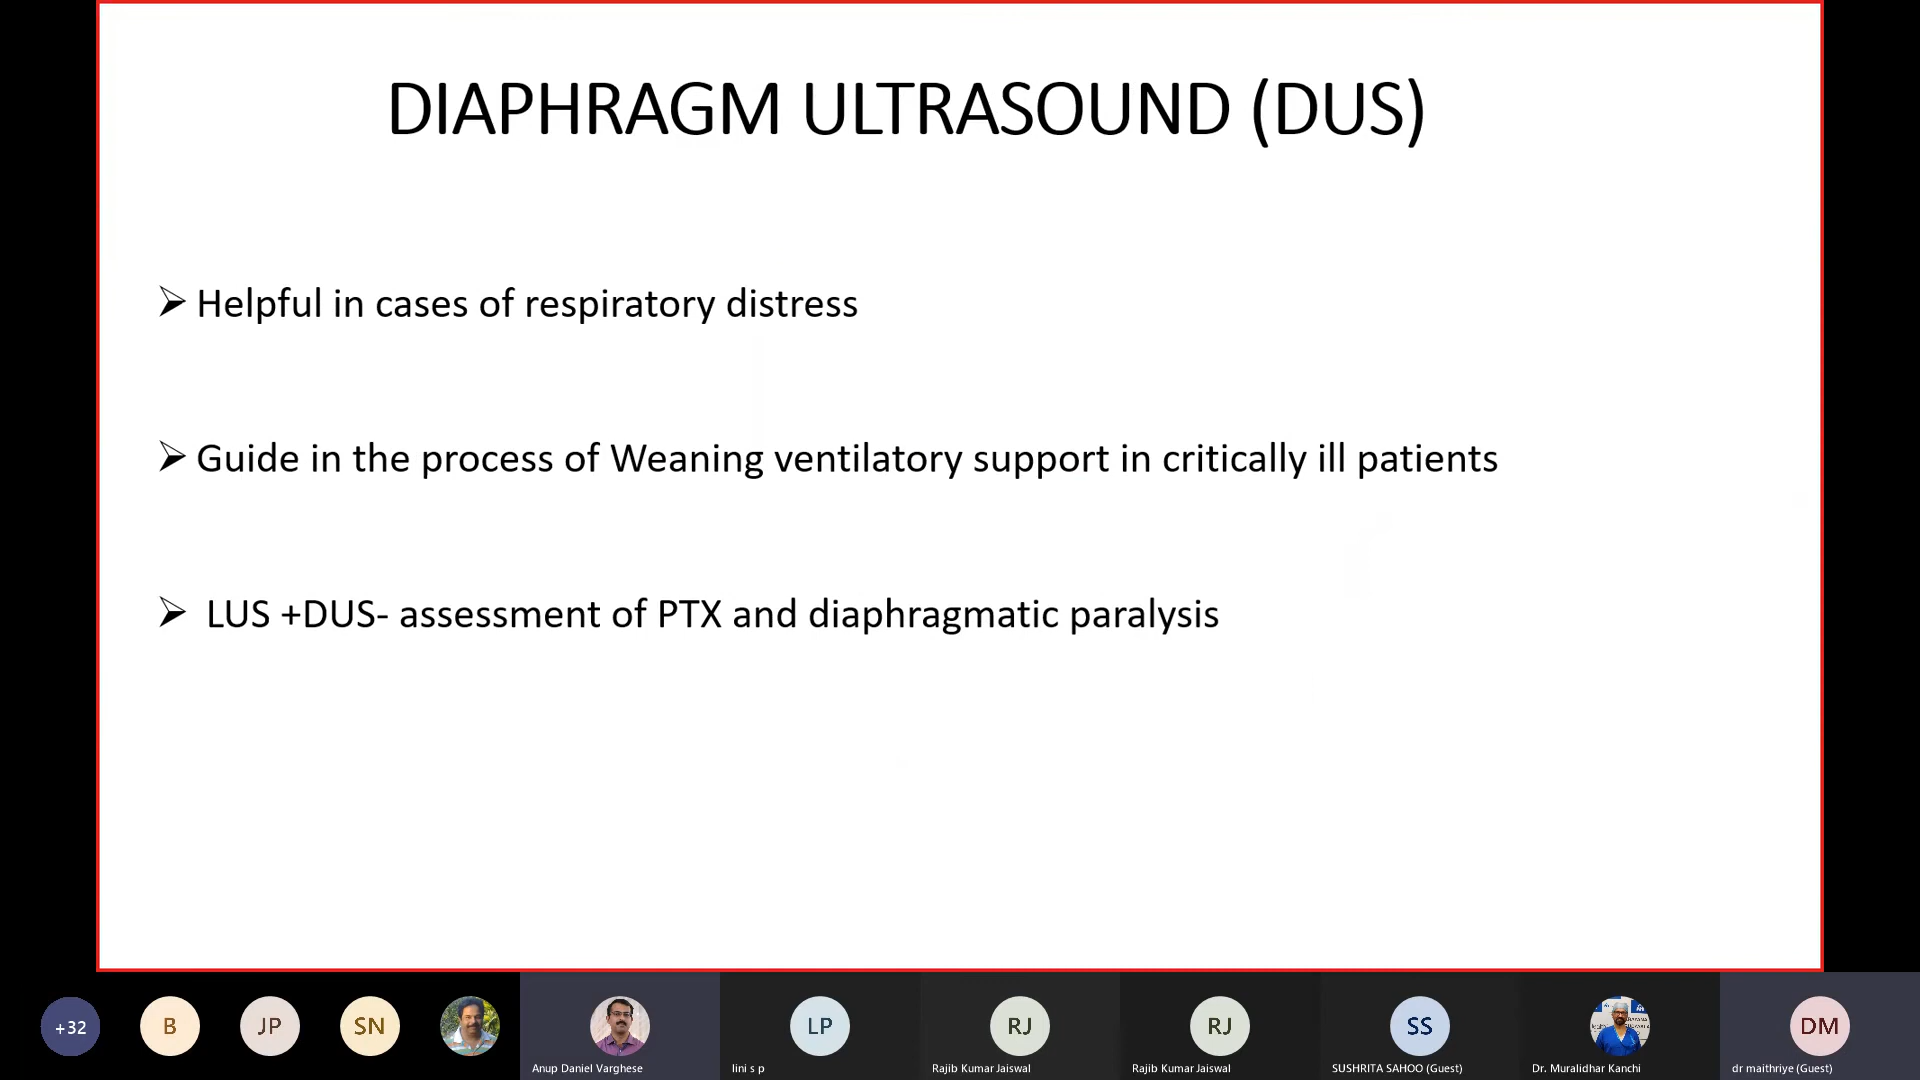 DIAPHRAGM ULTRASOUND (DUS)
Helpful in cases of respiratory distress
Guide in the process of Weaning ventilatory support in critically ill patients
LUS +DUS- assessment of PTX and diaphragmatic paralysis
+32
B
JP
SN
LP
RJ
RJ
SS
DM
Anup Daniel Varghese
lini s p
Rajib Kumar Jaiswal
Rajib Kumar Jaiswal
SUSHRITA SAHOO (Guest)
Dr. Muralidhar Kanchi
dr maithriye (Guest)